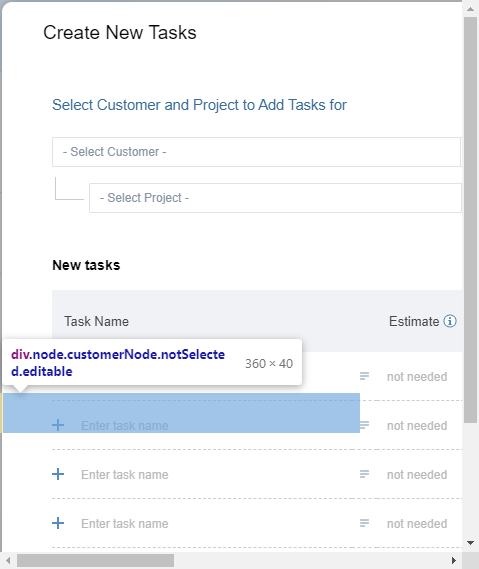 Create New Tasks
Select Customer and Project to Add Tasks for
- Select Customer -
- Select Project -
New tasks
Task Name Estimate
div.node.customerNode.notSelecte
d.editable 360 × 40
not needed
Enter task name not needed
Enter task name not needed
Enter task name not needed